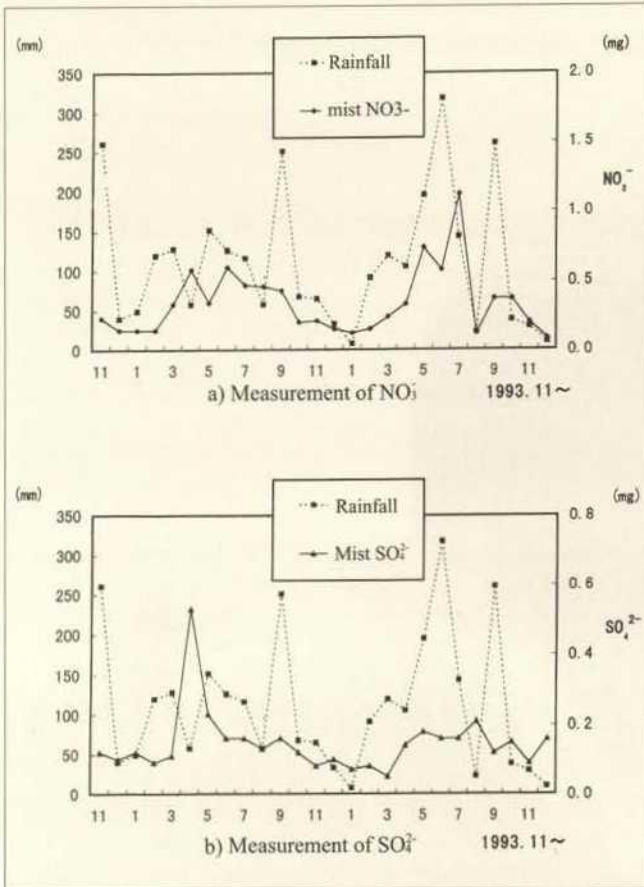 (mm)
(mg)
Rainfall
mist NO3-
350
300
250
200
150
100
50
0
2.0
1.5
1.0
0.5
0.0
NO₃⁻
11 1 3 5 7 9 11 1 3 5 7 9 11
a) Measurement of NO₃⁻
1993.11～
(mm)
(mg)
Rainfall
Mist SO₄²⁻
350
300
250
200
150
100
50
0
0.8
0.6
0.4
0.2
0.0
SO₄²⁻
11 1 3 5 7 9 11 1 3 5 7 9 11
b) Measurement of SO₄²⁻
1993.11～